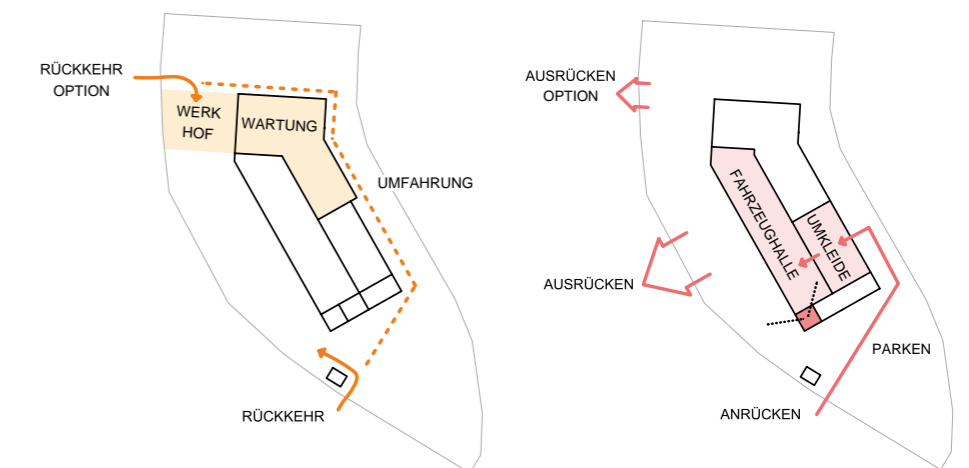 RÜCKKEHR
OPTION
WERK
HOF
WARTUNG
UMFAHRUNG
RÜCKKEHR
AUSRÜCKEN
OPTION
FAHRZEUGHALLE
UMKLEIDE
AUSRÜCKEN
PARKEN
ANRÜCKEN